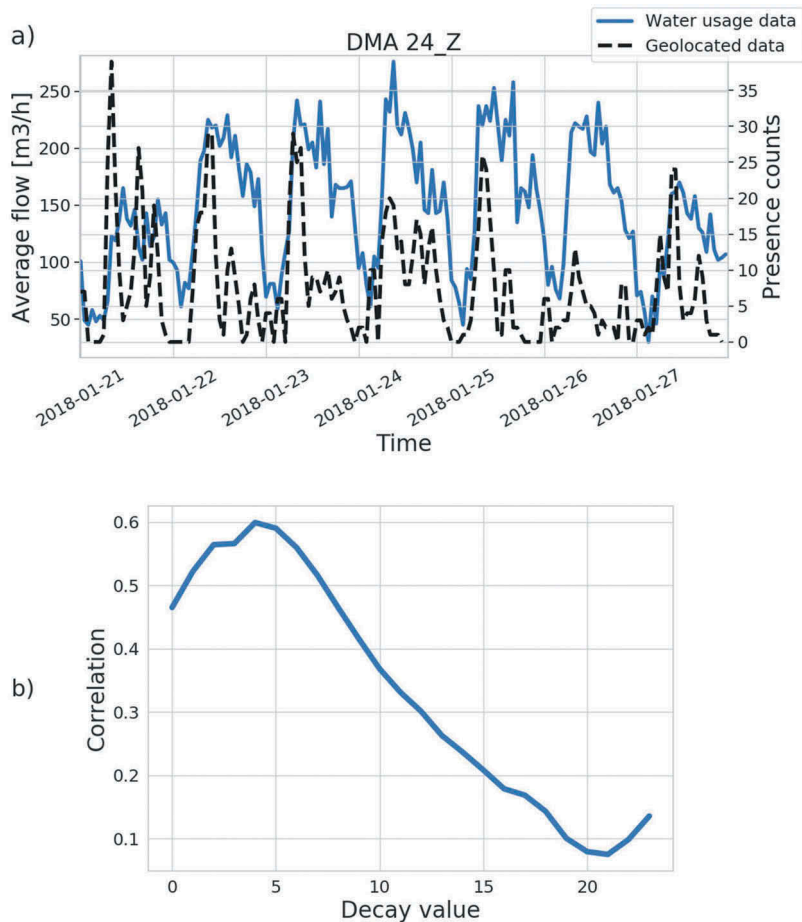 Water usage data
Geolocated data
a)
DMA 24_Z
250
200
150
100
50
Average flow [m3/h]
35
30
25
20
15
10
5
0
Presence counts
2018-01-21
2018-01-22
2018-01-23
2018-01-24
2018-01-25
2018-01-26
2018-01-27
Time
b)
0.6
0.5
0.4
0.3
0.2
0.1
Correlation
0 5 10 15 20
Decay value